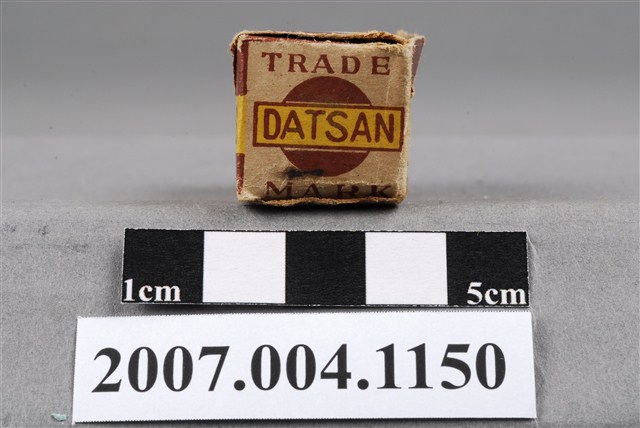 TRADE
DATSAN
MARK
1cm 5cm
2007.004.1150